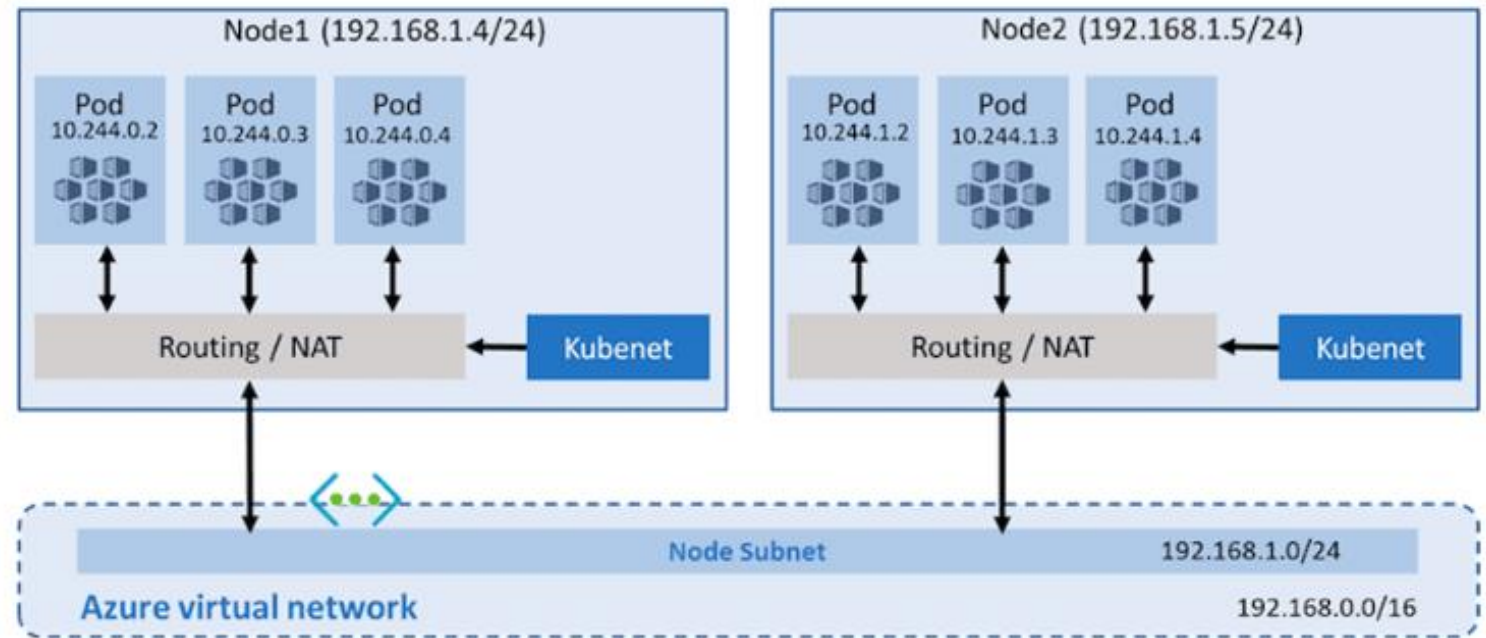 Node1 (192.168.1.4/24)
Pod
10.244.0.2
Pod
10.244.0.3
Pod
10.244.0.4
Routing / NAT
Kubenet
Node2 (192.168.1.5/24)
Pod
10.244.1.2
Pod
10.244.1.3
Pod
10.244.1.4
Routing / NAT
Kubenet
Node Subnet
192.168.1.0/24
Azure virtual network
192.168.0.0/16